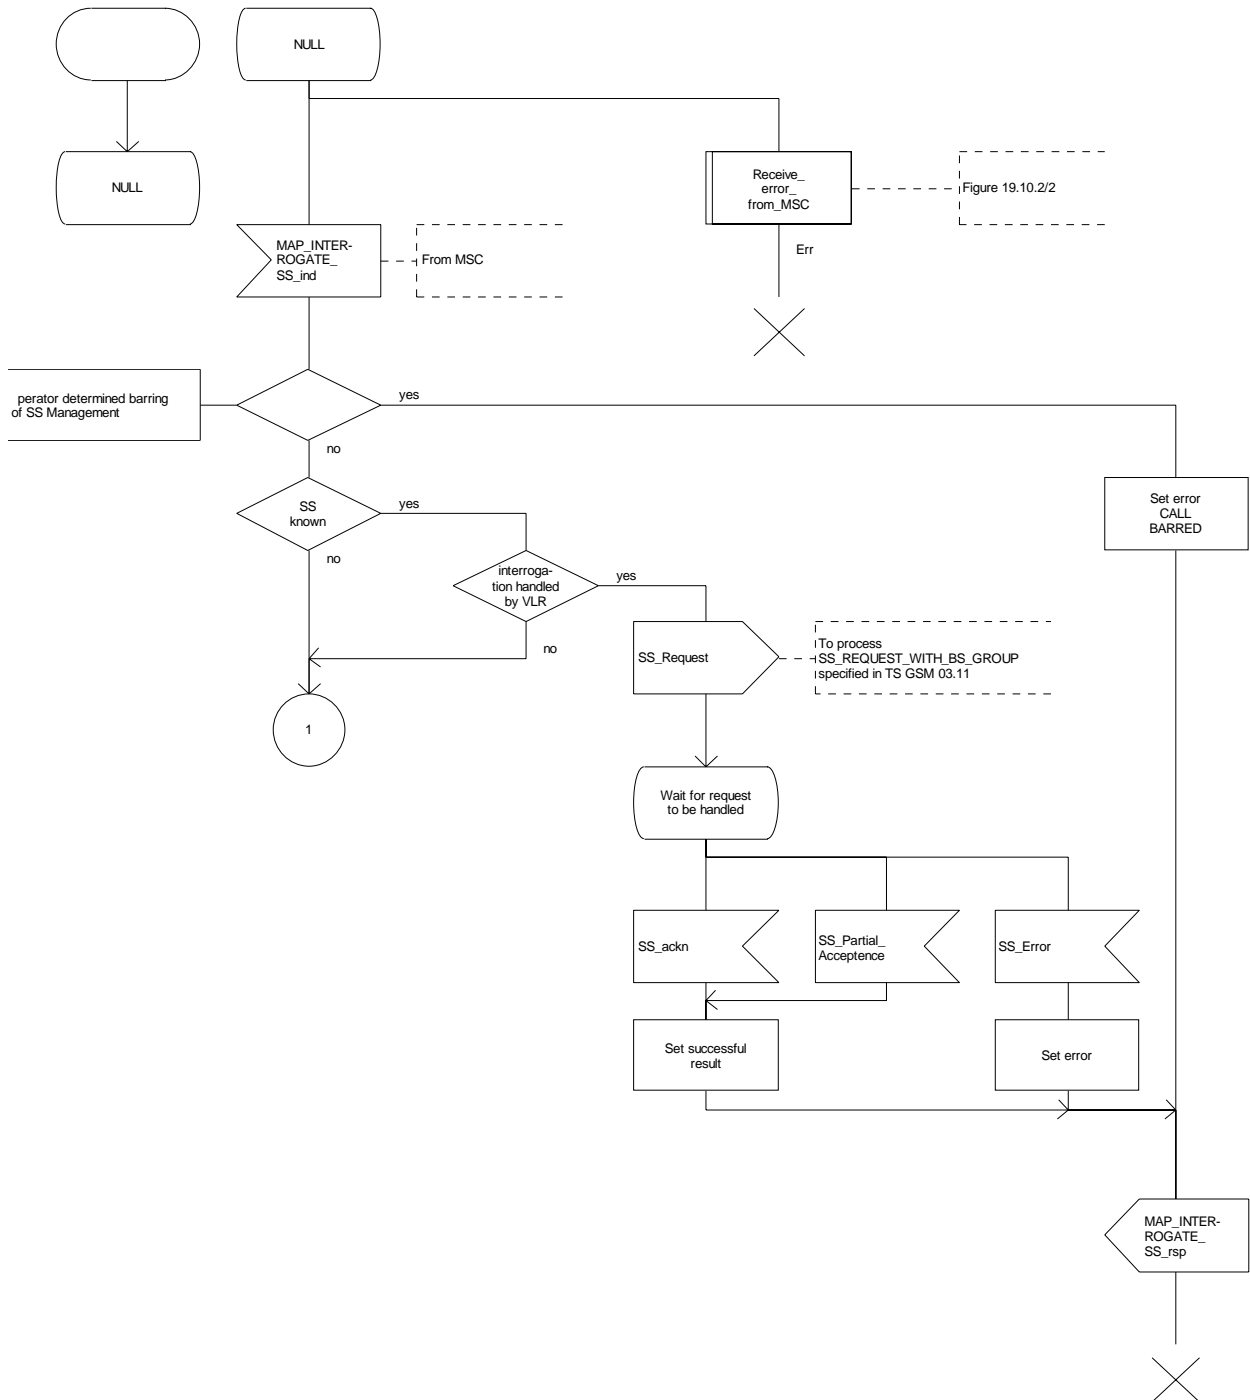 NULL
NULL
Receive_
error_
from_MSC
Figure 19.10.2/2
MAP_INTER-
ROGATE_
SS_ind
From MSC
Err
perator determined barring
of SS Management
yes
no
SS
known
yes
no
Set error
CALL
BARRED
interroga-
tion handled
by VLR
yes
no
SS_Request
To process
SS_REQUEST_WITH_BS_GROUP
specified in TS GSM 03.11
1
Wait for request
to be handled
SS_ackn
SS_Partial_
Acceptence
SS_Error
Set successful
result
Set error
MAP_INTER-
ROGATE_
SS_rsp